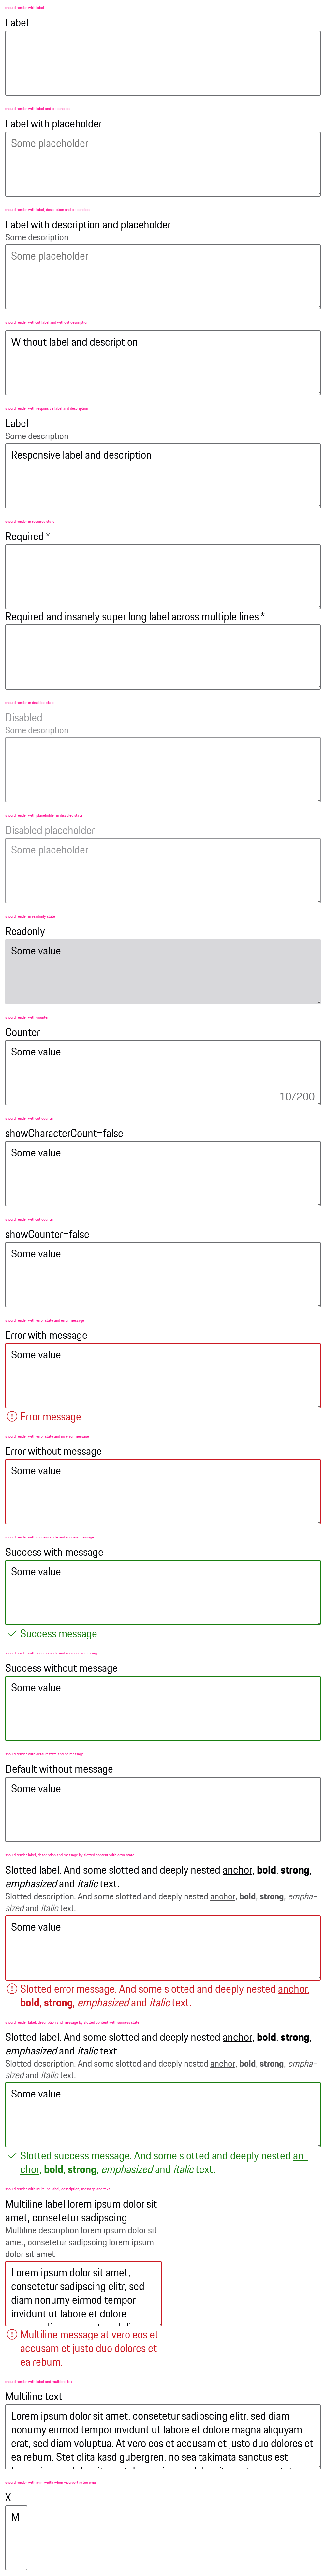 should render with label
Label
should render with label and placeholder
Label with placeholder
Some placeholder
should render with label, description and placeholder
Label with description and placeholder
Some description
Some placeholder
should render without label and without description
Without label and description
should render with responsive label and description
Label
Some description
Responsive label and description
should render in required state
Required *
Required and insanely super long label across multiple lines *
should render in disabled state
Disabled
Some description
should render with placeholder in disabled state
Disabled placeholder
Some placeholder
should render in readonly state
Readonly
Some value
should render with counter
Counter
Some value
10/200
should render without counter
showCharacterCount=false
Some value
should render without counter
showCounter=false
Some value
should render with error state and error message
Error with message
Some value
Error message
should render with error state and no error message
Error without message
Some value
should render with success state and success message
Success with message
Some value
Success message
should render with success state and no success message
Success without message
Some value
should render with default state and no message
Default without message
Some value
should render label, description and message by slotted content with error state
Slotted label. And some slotted and deeply nested anchor, bold, strong,
emphasized and italic text.
Slotted description. And some slotted and deeply nested anchor, bold, strong, empha-
sized and italic text.
Some value
Slotted error message. And some slotted and deeply nested anchor,
bold, strong, emphasized and italic text.
should render label, description and message by slotted content with success state
Slotted label. And some slotted and deeply nested anchor, bold, strong,
emphasized and italic text.
Slotted description. And some slotted and deeply nested anchor, bold, strong, empha-
sized and italic text.
Some value
Slotted success message. And some slotted and deeply nested an-
chor, bold, strong, emphasized and italic text.
should render with multiline label, description, message and text
Multiline label lorem ipsum dolor sit
amet, consetetur sadipscing
Multiline description lorem ipsum dolor sit
amet, consetetur sadipscing lorem ipsum
dolor sit amet
Lorem ipsum dolor sit amet,
consetetur sadipscing elitr, sed
diam nonumy eirmod tempor
invidunt ut labore et dolore
Multiline message at vero eos et
accusam et justo duo dolores et
ea rebum.
should render with label and multiline text
Multiline text
Lorem ipsum dolor sit amet, consetetur sadipscing elitr, sed diam
nonumy eirmod tempor invidunt ut labore et dolore magna aliquyam
erat, sed diam voluptua. At vero eos et accusam et justo duo dolores et
ea rebum. Stet clita kasd gubergren, no sea takimata sanctus est
should render with min-width when viewport is too small
X
M